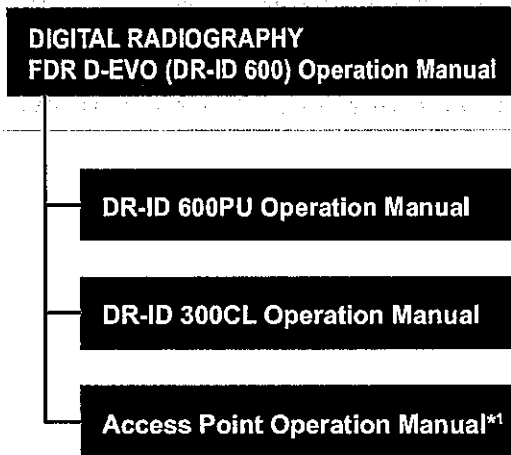 DIGITAL RADIOGRAPHY
FDR D-EVO (DR-ID 600) Operation Manual
DR-ID 600PU Operation Manual
DR-ID 300CL Operation Manual
Access Point Operation Manual*1